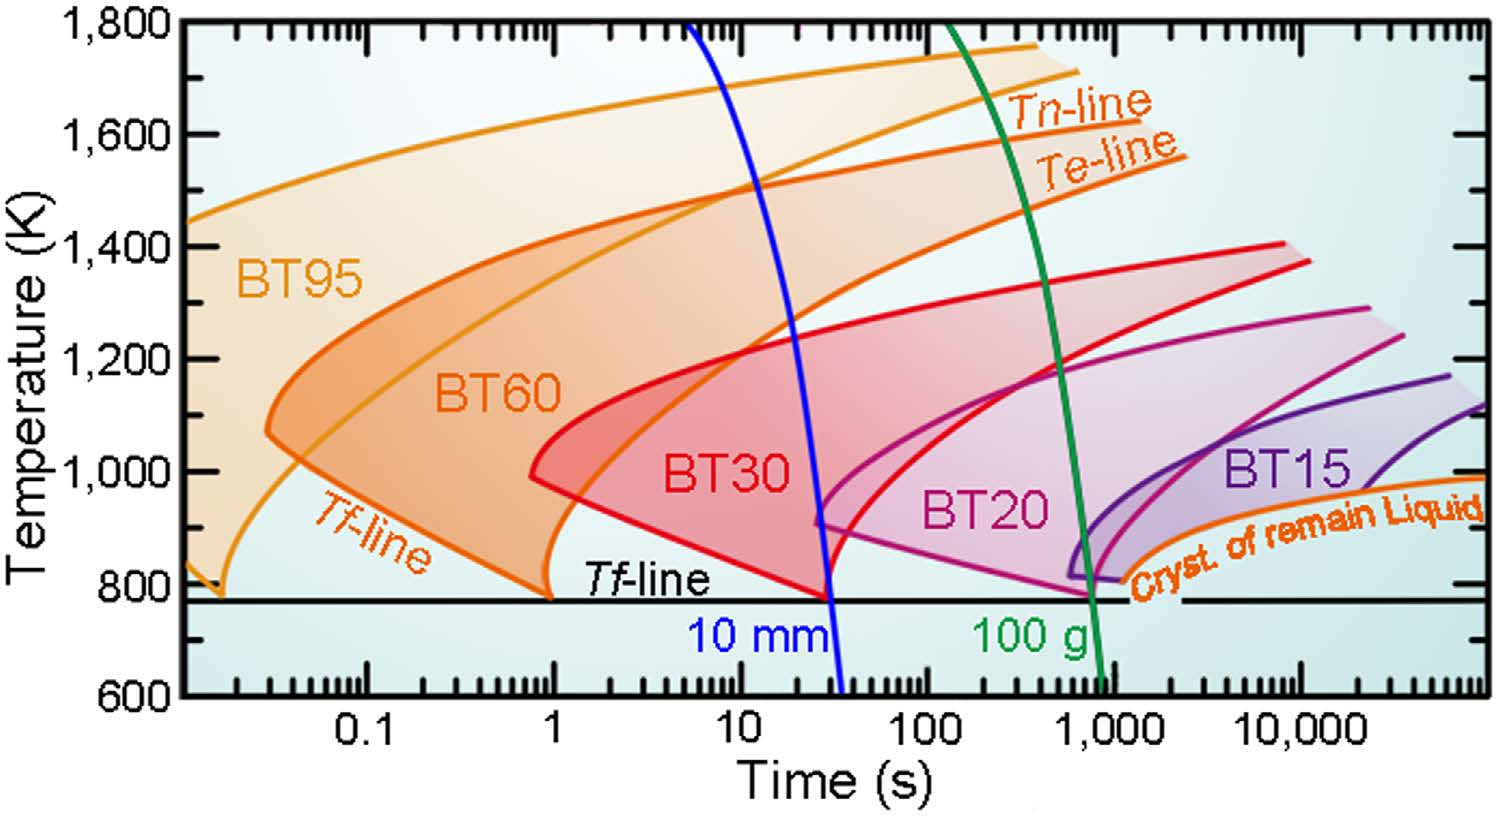 1,800
1,600
1,400
1,200
1,000
800
600
Temperature (K)
Tn-line
Te-line
BT95
BT60
BT30
BT20
BT15
Tf-line
Tf-line
Cryst. of remain Liquid
10 mm
100 g
0.1
1
10
100
1,000
10,000
Time (s)